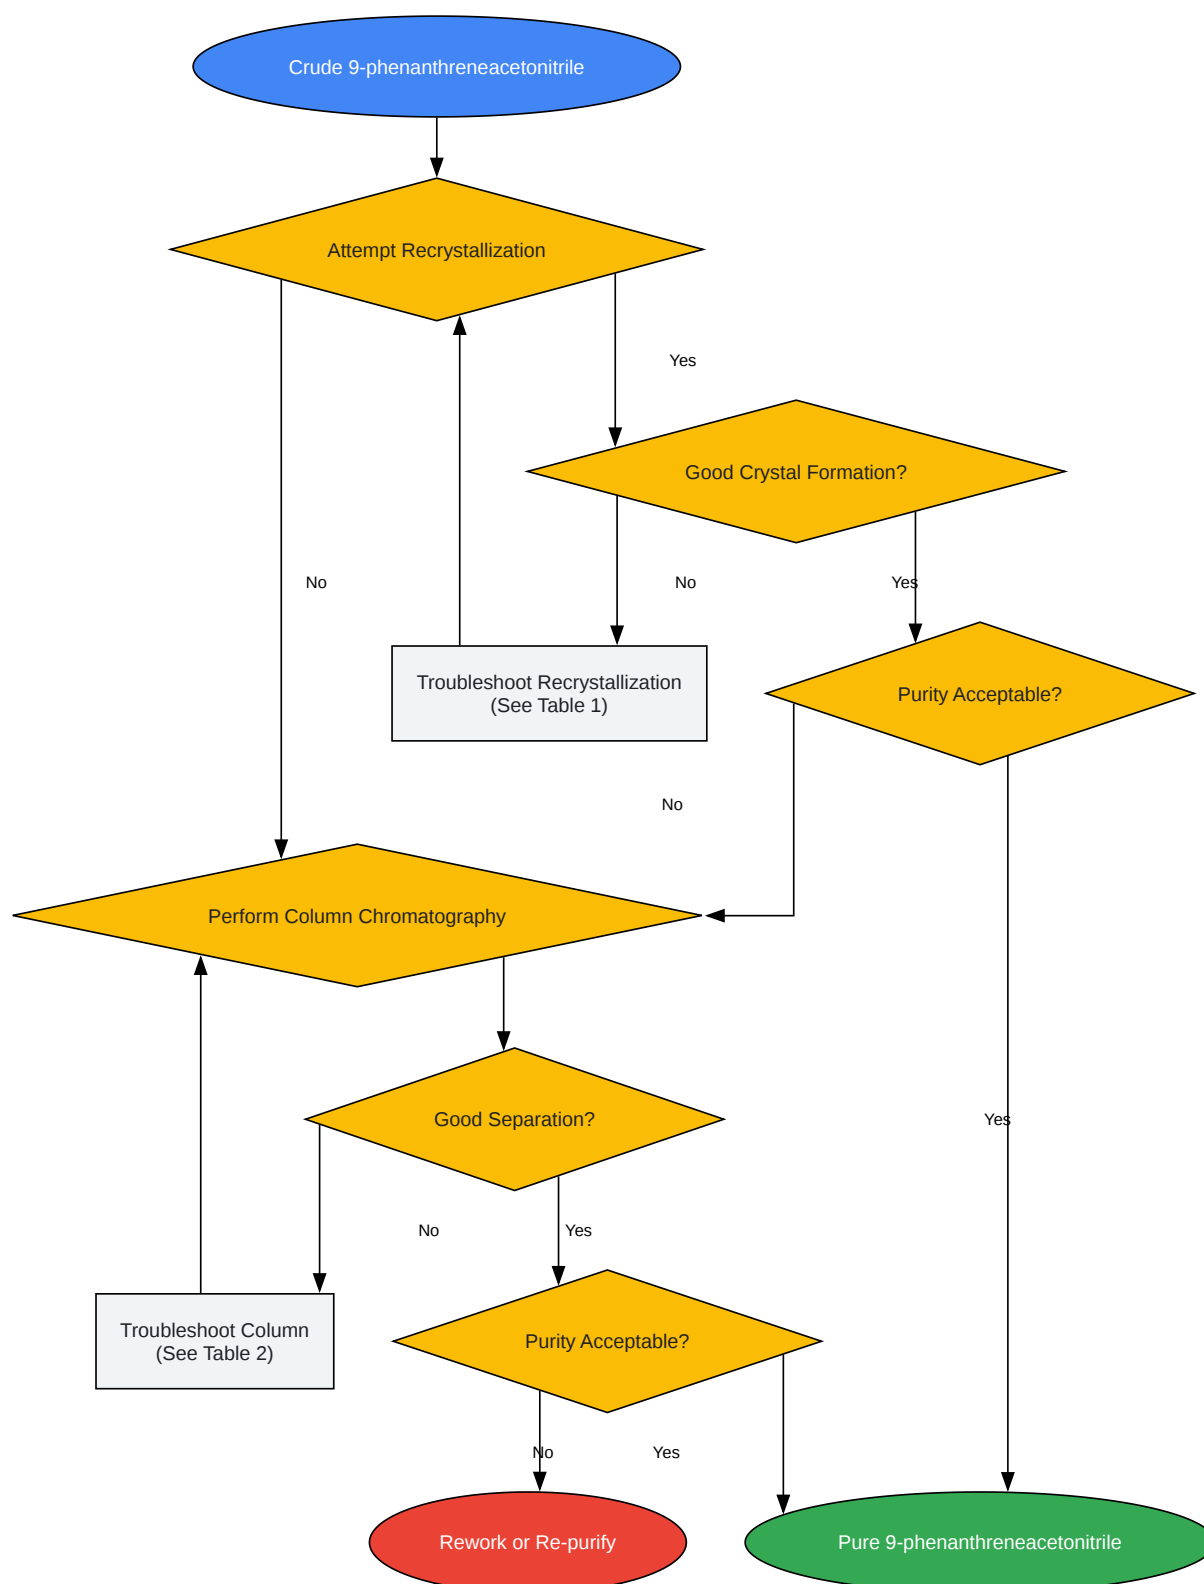 Crude 9-phenanthreneacetonitrile
Attempt Recrystallization
Yes
Good Crystal Formation?
No
No
Yes
Troubleshoot Recrystallization
(See Table 1)
Purity Acceptable?
No
Perform Column Chromatography
Good Separation?
Yes
No
Yes
Troubleshoot Column
(See Table 2)
Purity Acceptable?
No
Yes
Rework or Re-purify
Pure 9-phenanthreneacetonitrile